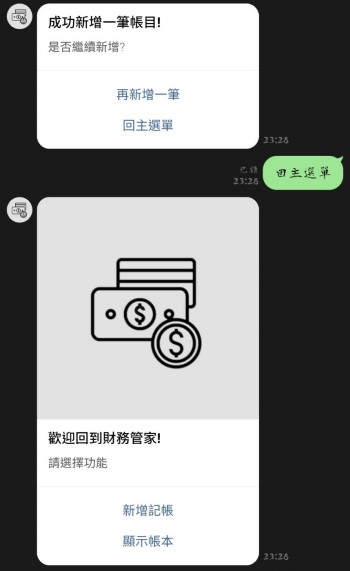 成功新增一筆帳目!
是否繼續新增?
再新增一筆
回主選單
23:28
已讀
23:28
回主選單
$
$
歡迎回到財務管家!
請選擇功能
新增記帳
顯示帳本
23:28